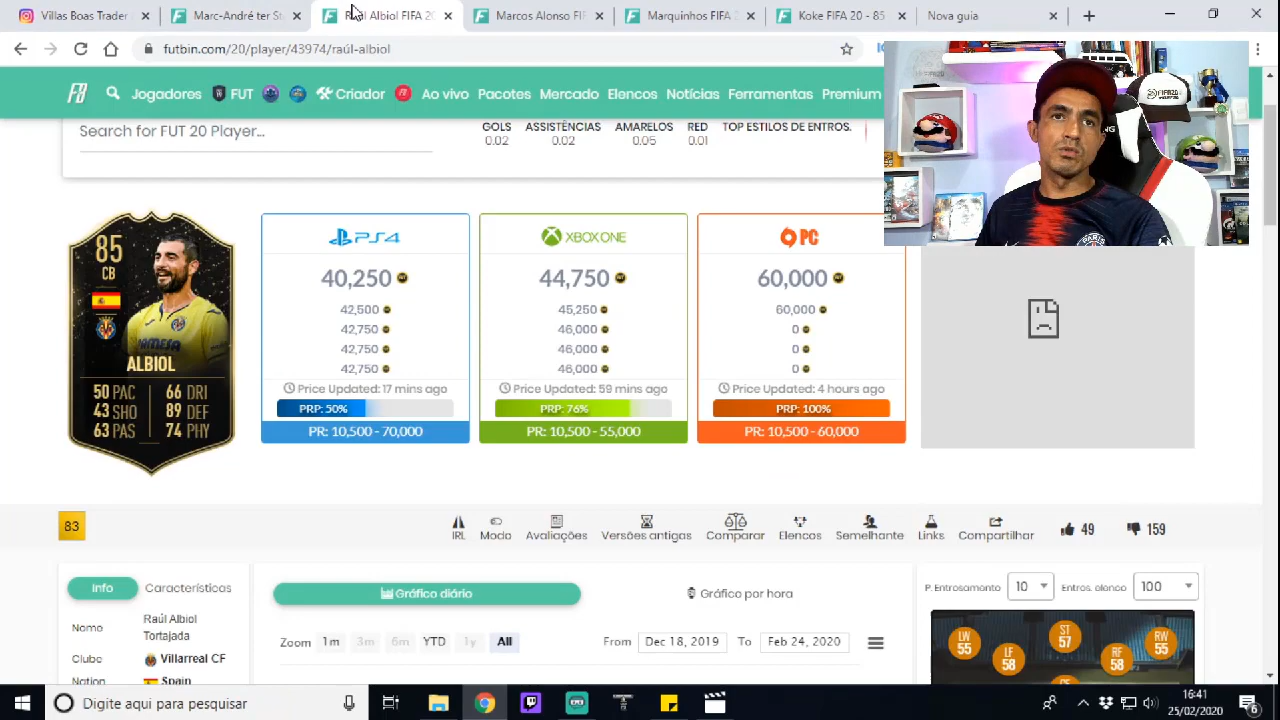 Villas Boas Trader
Marc-André ter St
Raúl Albiol FIFA 20
Marcos Alonso FIF
Marquinhos FIFA
Koke FIFA 20 - 85
Nova guia
futbin.com/20/player/43974/raúl-albiol
Jogadores
FUT
Criador
Ao vivo
Pacotes
Mercado
Elencos
Notícias
Ferramentas
Premium
Search for FUT 20 Player..
GOLS
ASSISTÊNCIAS
AMARELOS
RED
TOP ESTILOS DE ENTROS.
0.02
0.02
0.05
0.01
85
CB
ALBIOL
50 PAC 66 DRI
43 SHO 89 DEF
63 PAS 74 PHY
PS4
40,250
42,500
42,750
42,750
42,750
Price Updated: 17 mins ago
PRP: 50%
PR: 10,500 - 70,000
XBOX ONE
44,750
45,250
46,000
46,000
46,000
Price Updated: 59 mins ago
PRP: 76%
PR: 10,500 - 55,000
PC
60,000
60,000
0
0
0
Price Updated: 4 hours ago
PRP: 100%
PR: 10,500 - 60,000
83
IRL
Modo
Avaliações
Versões antigas
Comparar
Elencos
Semelhante
Links
Compartilhar
49
159
Info
Características
Nome
Raúl Albiol
Tortajada
Clube
Villarreal CF
Nation
Spain
Gráfico diário
Gráfico por hora
Zoom 1m 3m 6m YTD 1y All
From Dec 18, 2019 To Feb 24, 2020
P. Entrosamento 10
Entros. elenco 100
LW
55
ST
57
RW
55
LF
58
RF
58
Digite aqui para pesquisar
16:41
25/02/2020
6